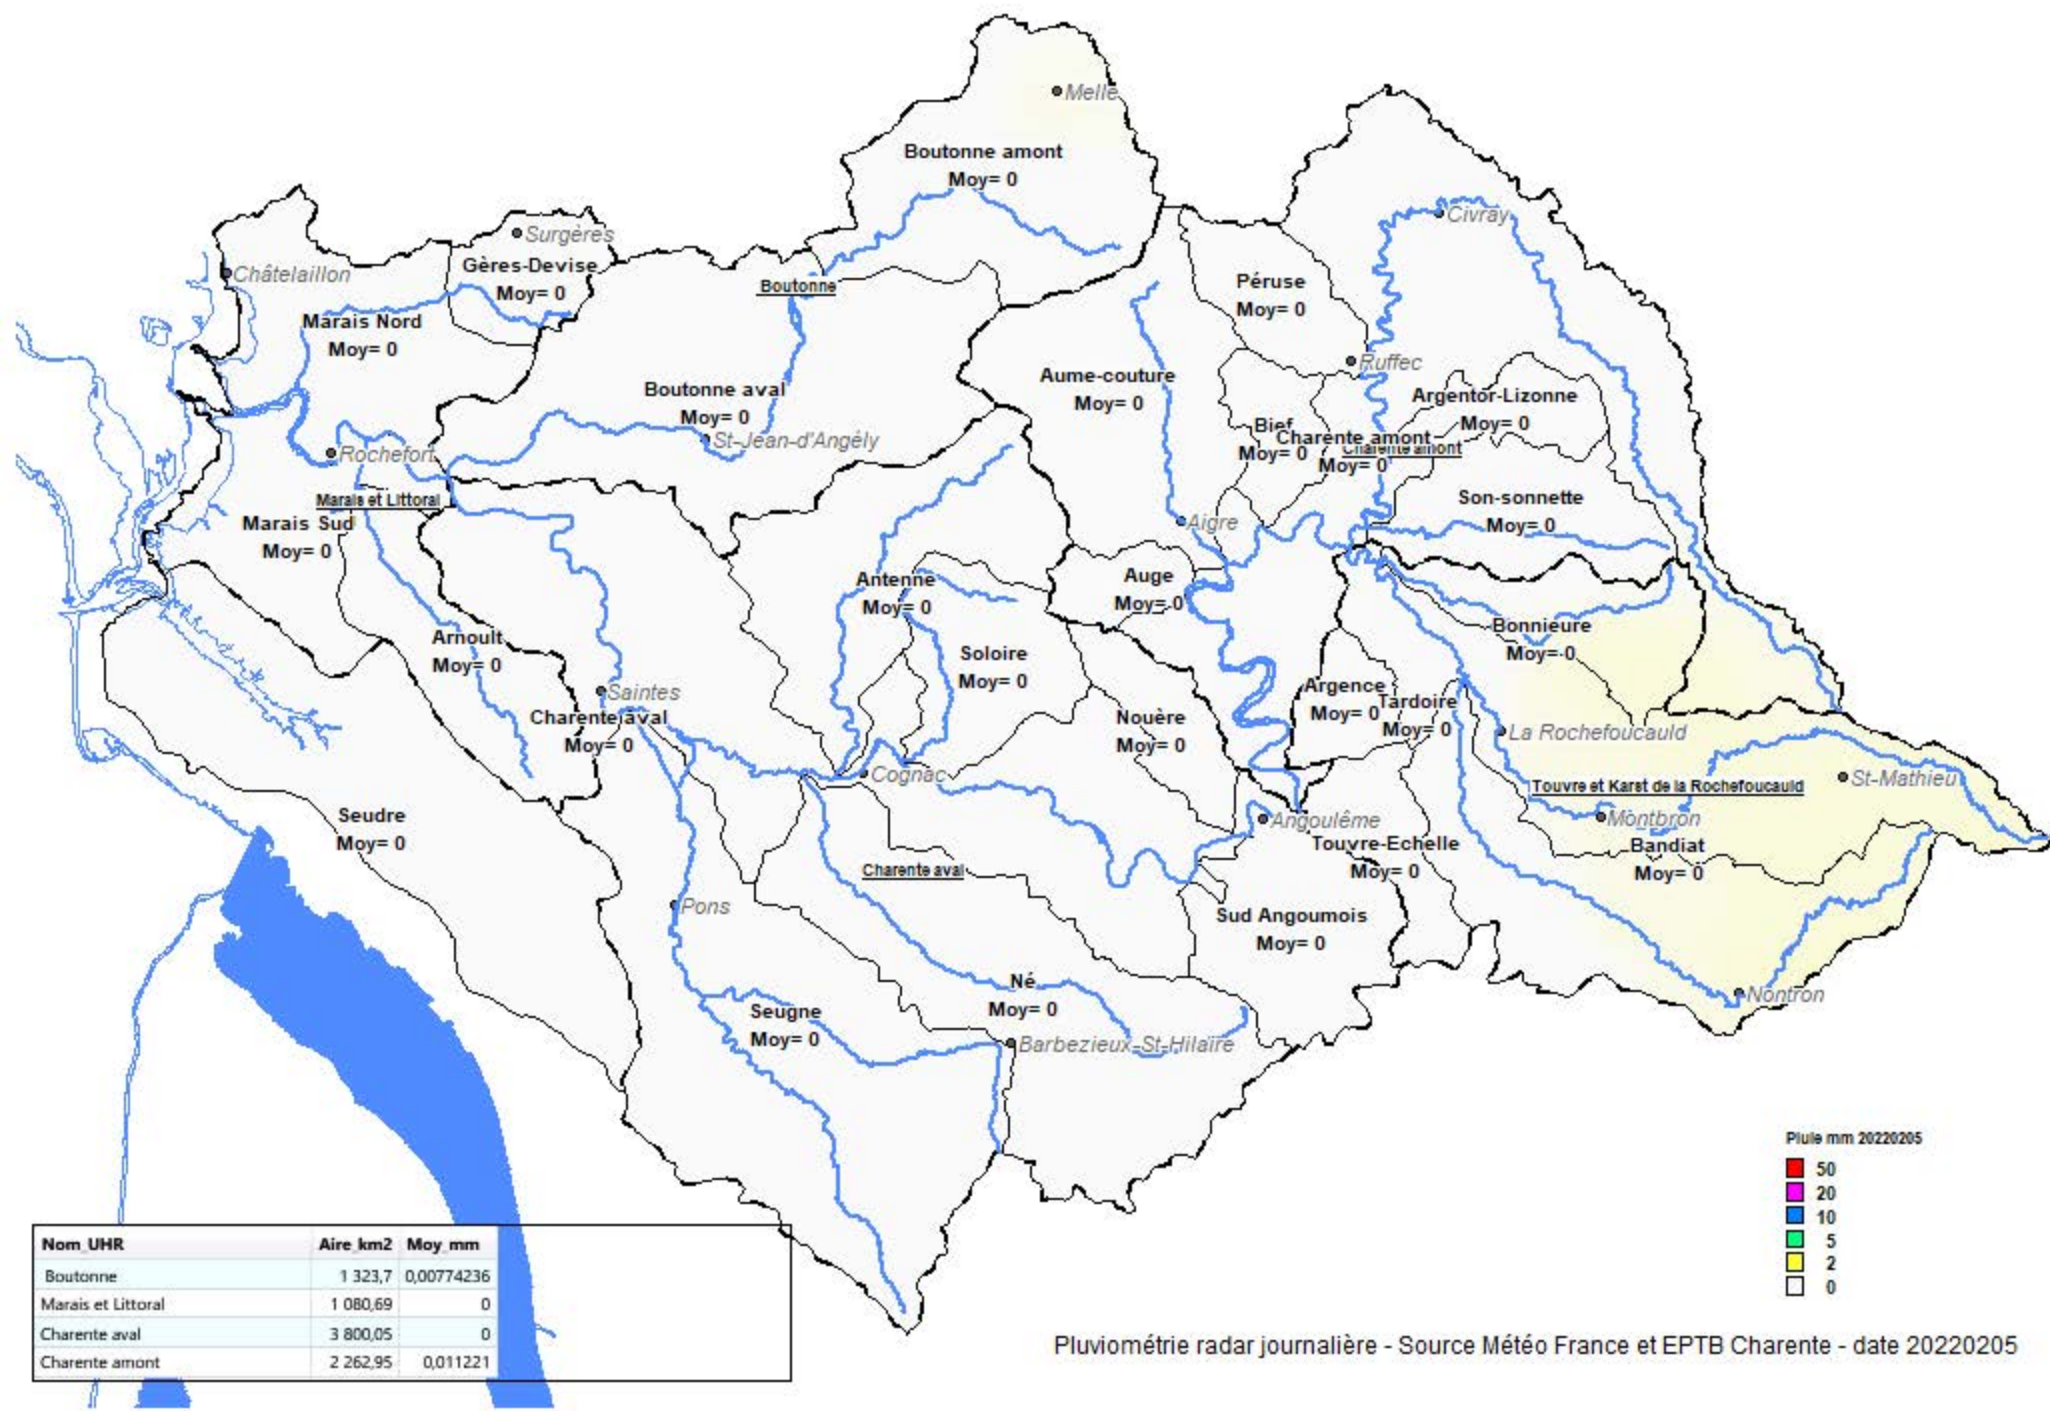 Melle
Boutonne amont
Moy= 0
Civray
Surgères
Châtelaillon
Gères-Devise
Moy= 0
Boutonne
Péruse
Moy= 0
Marais Nord
Moy= 0
Ruffec
Aume-couture
Moy= 0
Boutonne aval
Moy= 0
St-Jean-d'Angély
Argentor-Lizonne
Moy= 0
Bief
Moy= 0
Charente amont
Moy= 0
Charente amont
Rochefort
Marais et Littoral
Marais Sud
Moy= 0
Son-sonnette
Moy= 0
Aigre
Antenne
Moy= 0
Auge
Moy= 0
Bonnieure
Moy= 0
Arnoult
Moy= 0
Soloire
Moy= 0
Saintes
Charente aval
Moy= 0
Nouère
Moy= 0
Argence
Moy= 0
Tardoire
Moy= 0
La Rochefoucauld
Cognac
Touvre et Karst de la Rochefoucauld
St-Mathieu
Seudre
Moy= 0
Angoulême
Montbron
Touvre-Echelle
Moy= 0
Bandiat
Moy= 0
Charente aval
Pons
Sud Angoumois
Moy= 0
Né
Moy= 0
Nontron
Seugne
Moy= 0
Barbezieux-St-Hilaire
Pluie mm 20220205
50
20
10
5
2
0
Nom_UHR Aire_km2 Moy_mm
Boutonne 1 323,7 0,00774236
Marais et Littoral 1 080,69 0
Charente aval 3 800,05 0
Charente amont 2 262,95 0,011221
Pluviométrie radar journalière - Source Météo France et EPTB Charente - date 20220205